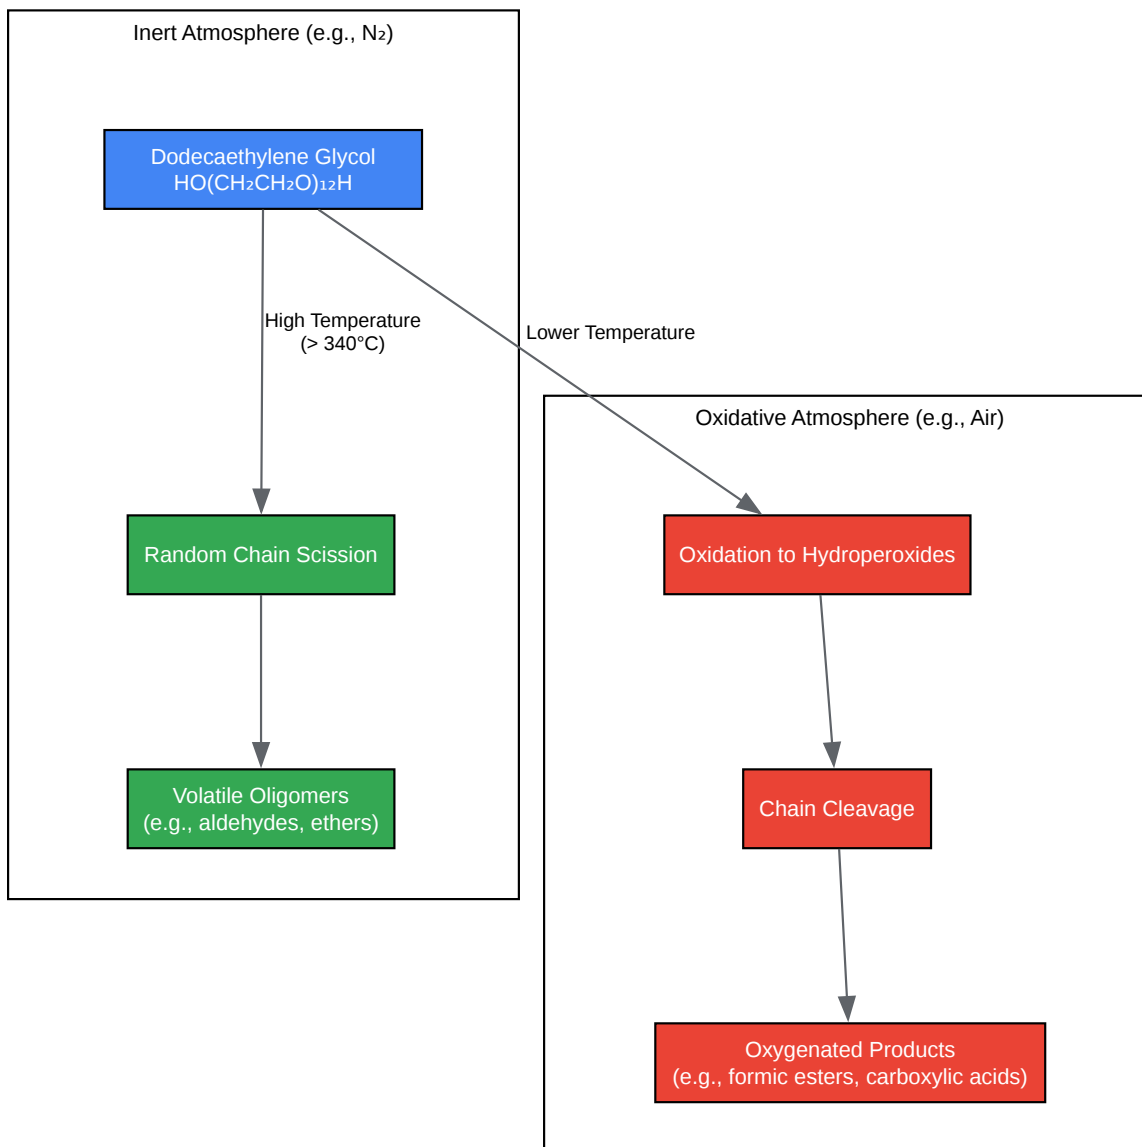 Inert Atmosphere (e.g., N₂)
Dodecaethylene Glycol
HO(CH₂CH₂O)₁₂H
High Temperature
(> 340°C)
Lower Temperature
Oxidative Atmosphere (e.g., Air)
Random Chain Scission
Oxidation to Hydroperoxides
Volatile Oligomers
(e.g., aldehydes, ethers)
Chain Cleavage
Oxygenated Products
(e.g., formic esters, carboxylic acids)